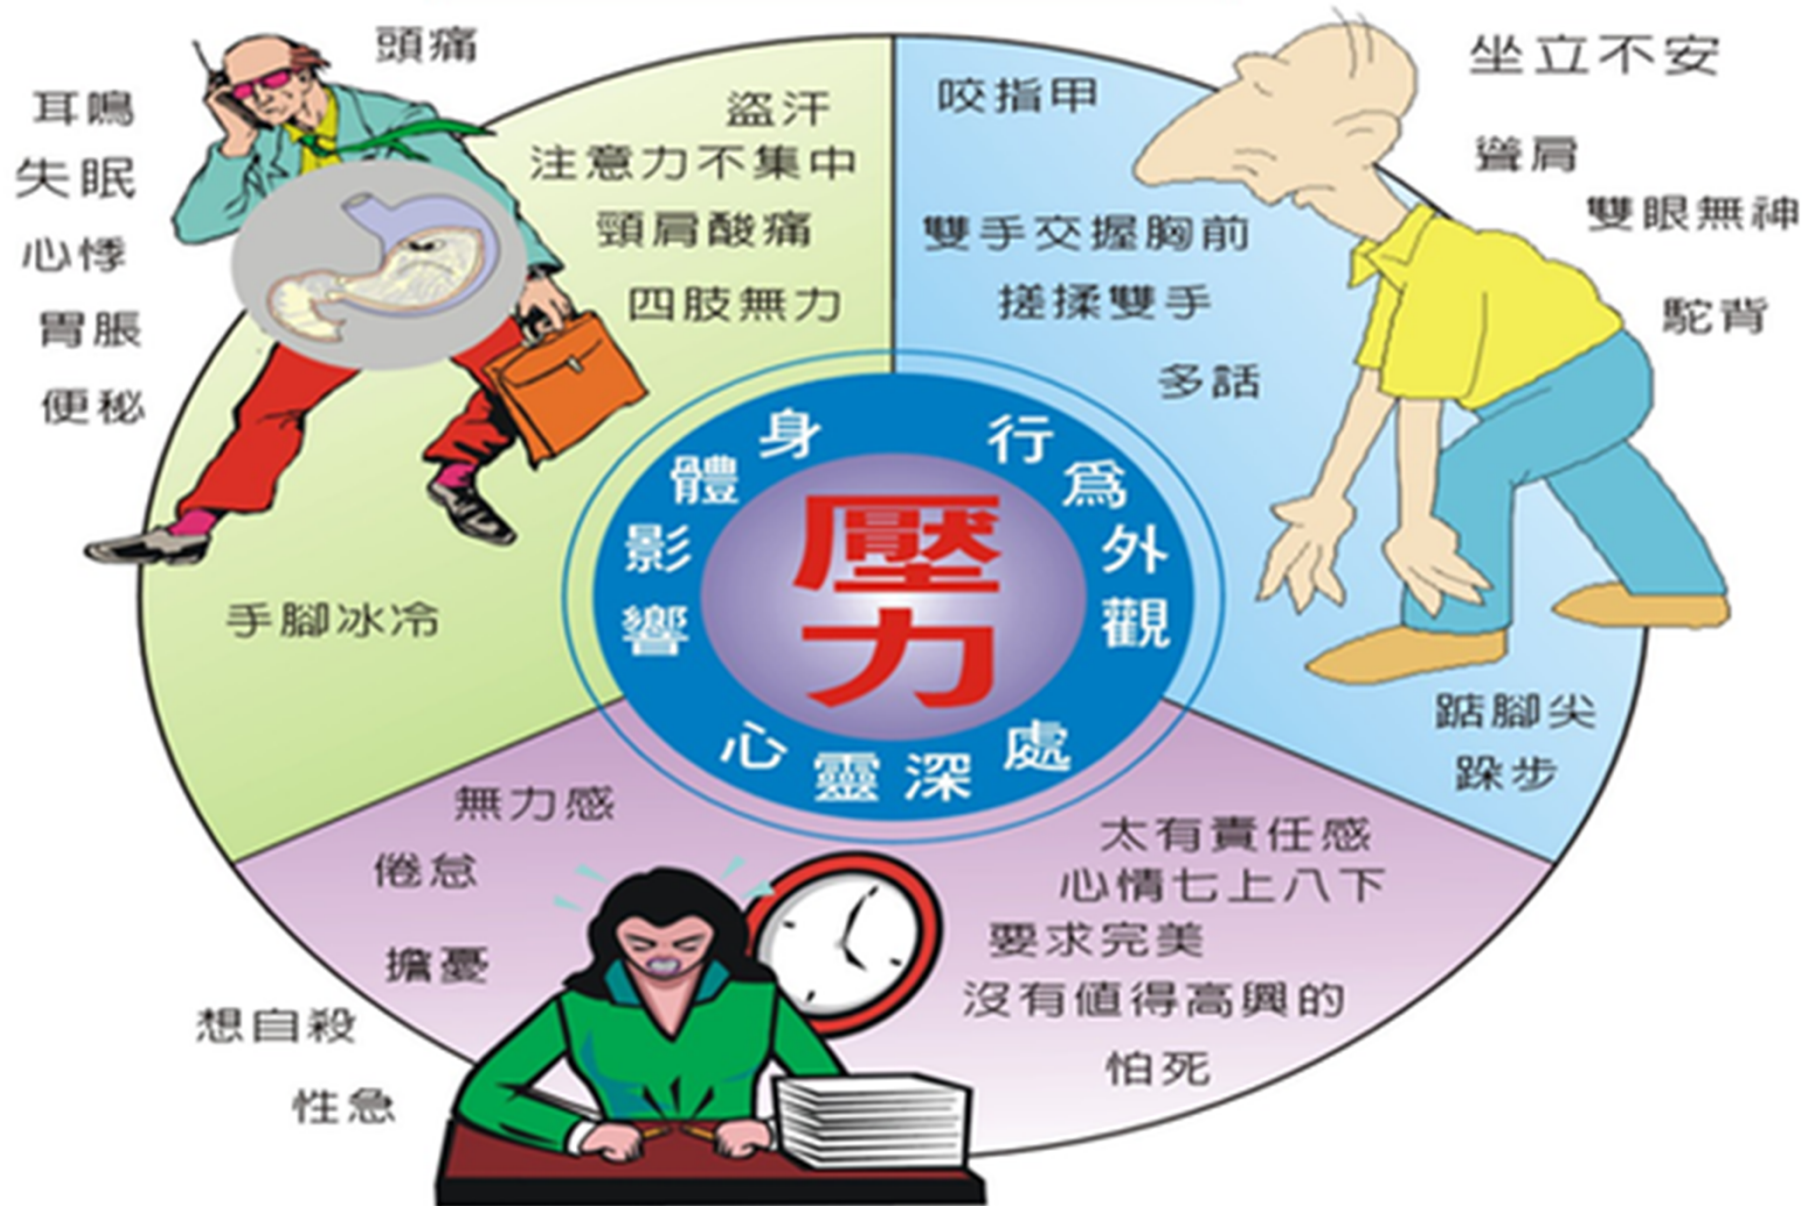 壓
力
身體影響
行爲外觀
心靈深處
頭痛
耳鳴
失眠
心悸
胃脹
便秘
盜汗
注意力不集中
頸肩酸痛
四肢無力
手腳冰冷
咬指甲
雙手交握胸前
搓揉雙手
多話
坐立不安
聳肩
雙眼無神
駝背
踮腳尖
跺步
無力感
倦怠
擔憂
想自殺
性急
太有責任感
心情七上八下
要求完美
沒有値得高興的
怕死